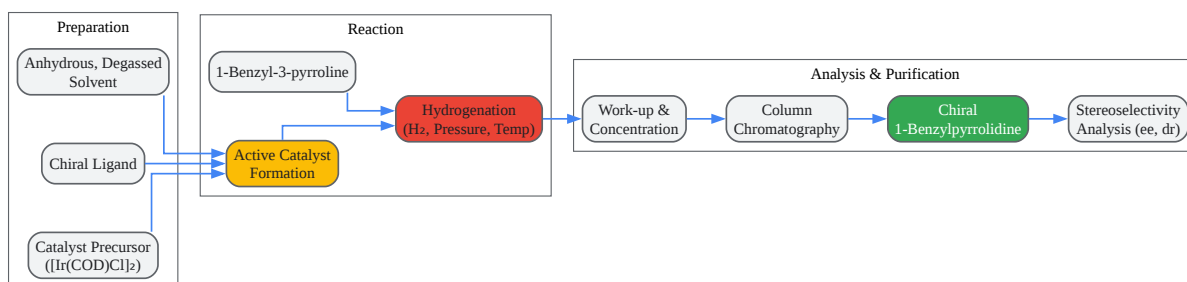 Preparation
Anhydrous, Degassed
Solvent
Chiral Ligand
Catalyst Precursor
([Ir(COD)Cl]₂)
Reaction
1-Benzyl-3-pyrroline
Active Catalyst
Formation
Hydrogenation
(H₂, Pressure, Temp)
Analysis & Purification
Work-up &
Concentration
Column
Chromatography
Chiral
1-Benzylpyrrolidine
Stereoselectivity
Analysis (ee, dr)